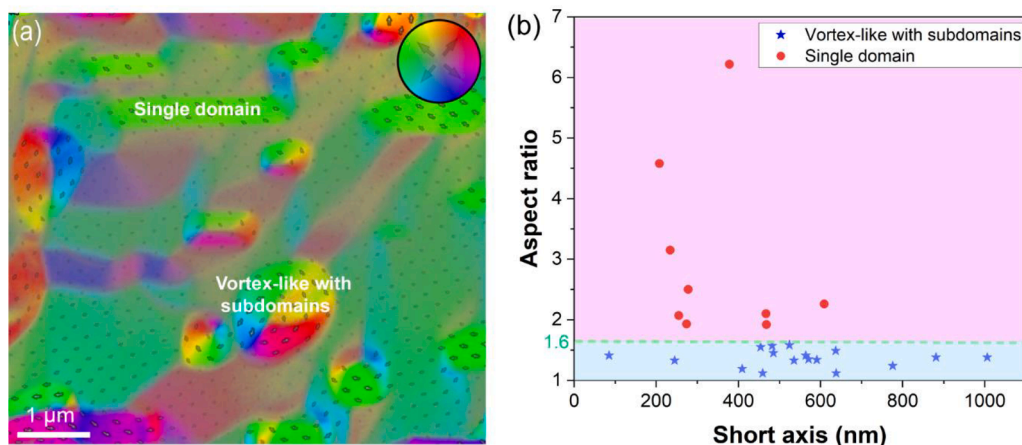 (a)
Single domain
Vortex-like with
subdomains
1 μm
(b)
Aspect ratio
7
6
5
4
3
2
1.6
1
Vortex-like with subdomains
Single domain
0
200
400
600
800
1000
Short axis (nm)